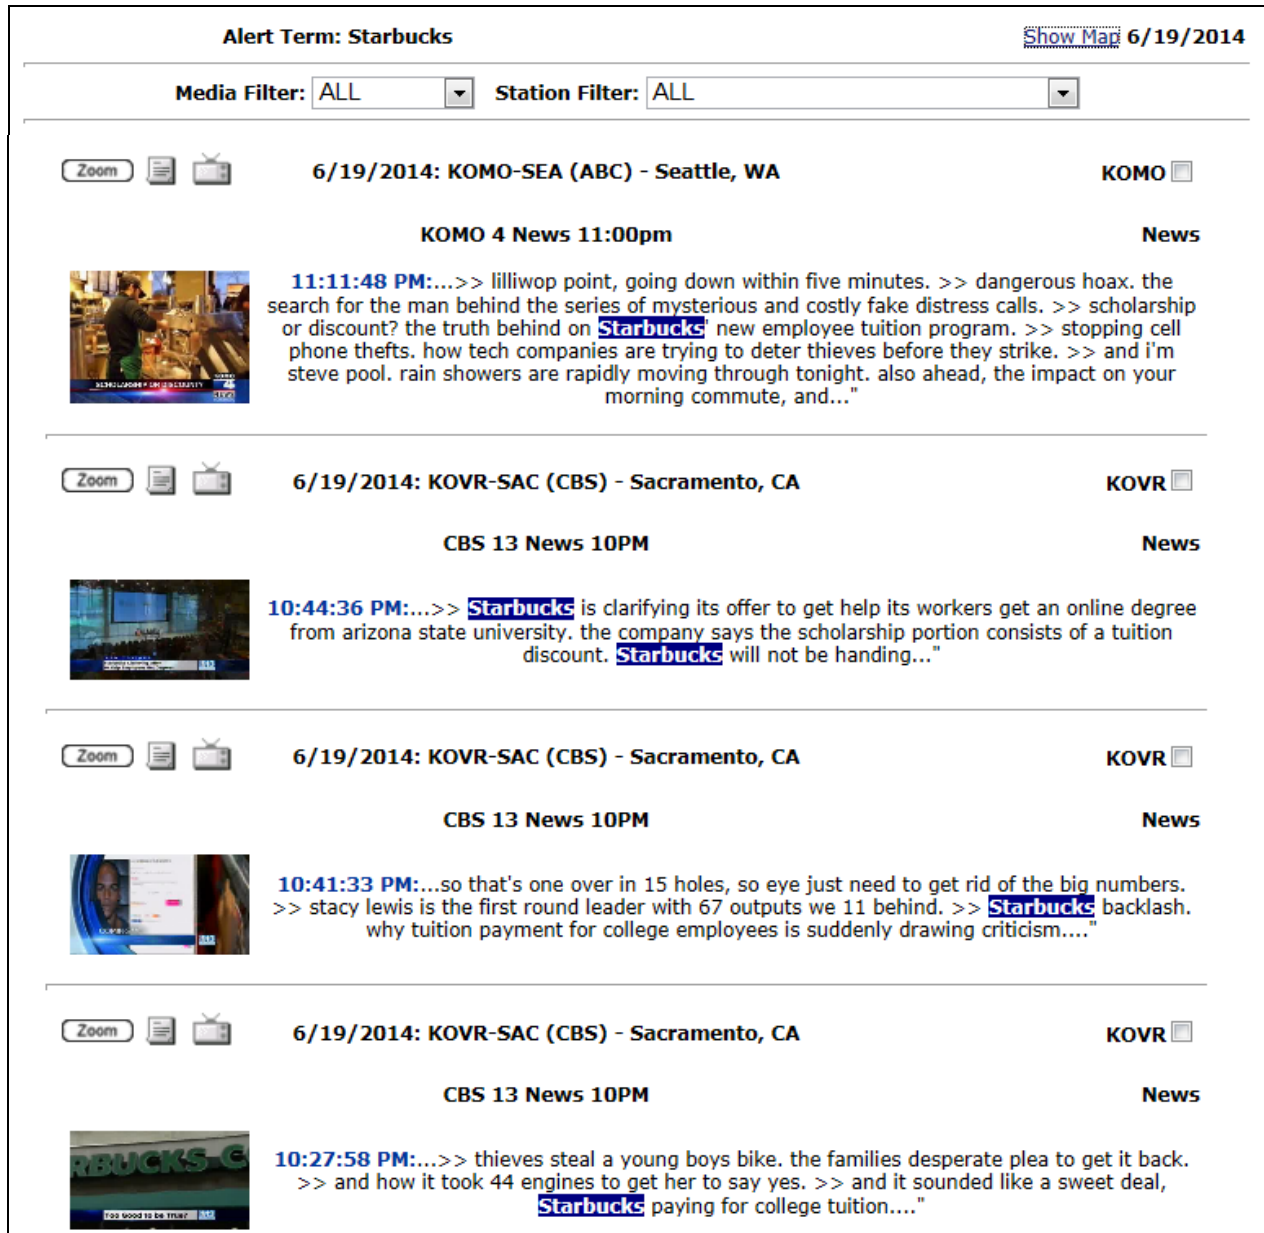 Alert Term: Starbucks
Show Map 6/19/2014
Media Filter: ALL Station Filter: ALL
Zoom 6/19/2014: KOMO-SEA (ABC) - Seattle, WA KOMO
KOMO 4 News 11:00pm News
11:11:48 PM:...>> lilliwop point, going down within five minutes. >> dangerous hoax. the
search for the man behind the series of mysterious and costly fake distress calls. >> scholarship
or discount? the truth behind on Starbucks' new employee tuition program. >> stopping cell
phone thefts. how tech companies are trying to deter thieves before they strike. >> and i'm
steve pool. rain showers are rapidly moving through tonight. also ahead, the impact on your
morning commute, and..."
SCHOLARSHIP OR DISCOUNT?
4
Zoom 6/19/2014: KOVR-SAC (CBS) - Sacramento, CA KOVR
CBS 13 News 10PM News
10:44:36 PM:...>> Starbucks is clarifying its offer to get help its workers get an online degree
from arizona state university. the company says the scholarship portion consists of a tuition
discount. Starbucks will not be handing..."
Zoom 6/19/2014: KOVR-SAC (CBS) - Sacramento, CA KOVR
CBS 13 News 10PM News
10:41:33 PM:...so that's one over in 15 holes, so eye just need to get rid of the big numbers.
>> stacy lewis is the first round leader with 67 outputs we 11 behind. >> Starbucks backlash.
why tuition payment for college employees is suddenly drawing criticism...."
Zoom 6/19/2014: KOVR-SAC (CBS) - Sacramento, CA KOVR
CBS 13 News 10PM News
10:27:58 PM:...>> thieves steal a young boys bike. the families desperate plea to get it back.
>> and how it took 44 engines to get her to say yes. >> and it sounded like a sweet deal,
Starbucks paying for college tuition...."
RBUCKS C
Too Good to be True?